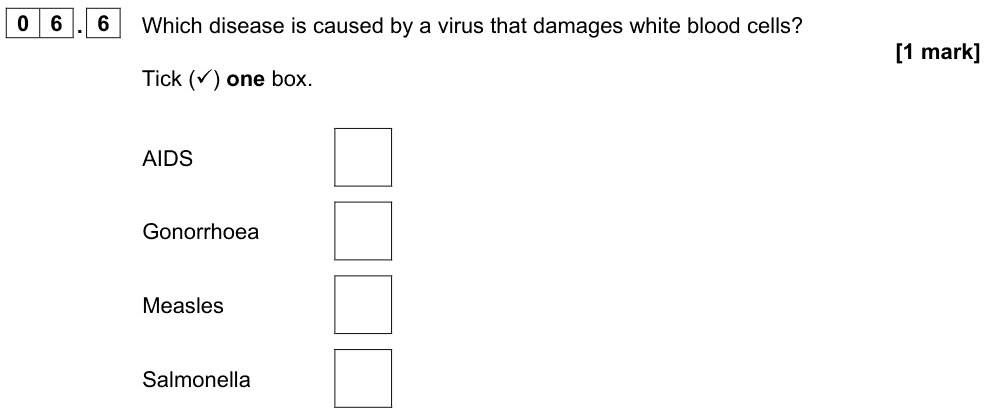 0 6 . 6 Which disease is caused by a virus that damages white blood cells?
[1 mark]
Tick (✓) one box.
AIDS
Gonorrhoea
Measles
Salmonella